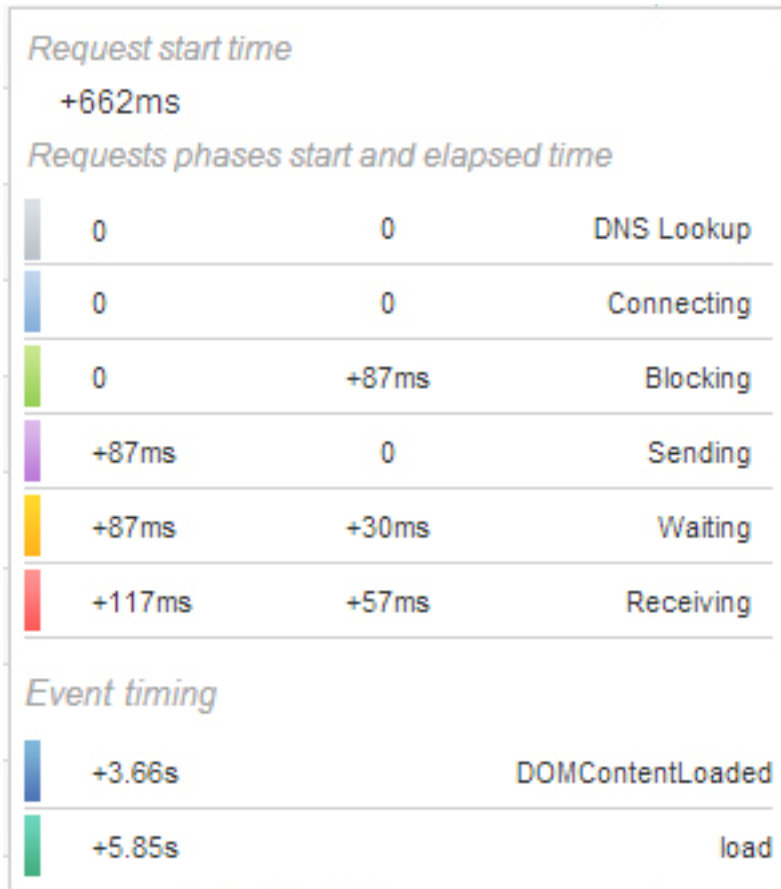 Request start time
+662ms
Requests phases start and elapsed time
0 0 DNS Lookup
0 0 Connecting
0 +87ms Blocking
+87ms 0 Sending
+87ms +30ms Waiting
+117ms +57ms Receiving
Event timing
+3.66s DOMContentLoaded
+5.85s load